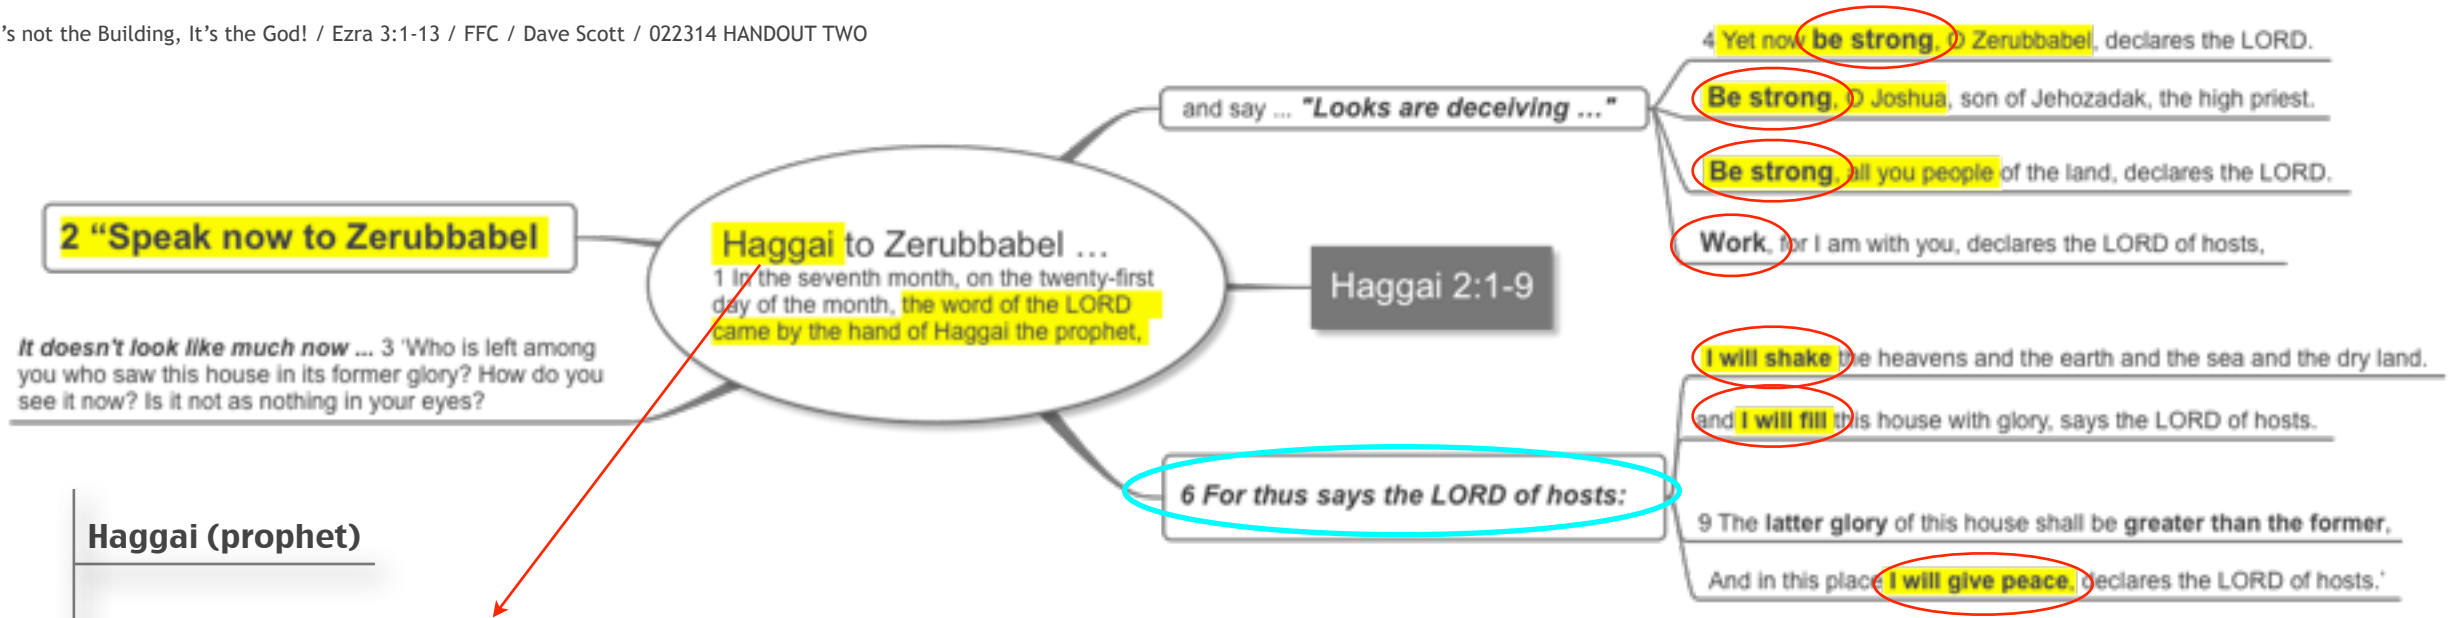 ’s not the Building, It’s the God! / Ezra 3:1-13 / FFC / Dave Scott / 022314 HANDOUT TWO
2 “Speak now to Zerubbabel
It doesn't look like much now ... 3 ‘Who is left among
you who saw this house in its former glory? How do you
see it now? Is it not as nothing in your eyes?
Haggai (prophet)
Haggai to Zerubbabel ...
1 In the seventh month, on the twenty-first
day of the month, the word of the LORD
came by the hand of Haggai the prophet,
Haggai 2:1-9
and say ... "Looks are deceiving ..."
4 Yet now be strong, O Zerubbabel, declares the LORD.
Be strong, O Joshua, son of Jehozadak, the high priest.
Be strong, all you people of the land, declares the LORD.
Work, for I am with you, declares the LORD of hosts,
6 For thus says the LORD of hosts:
I will shake the heavens and the earth and the sea and the dry land.
and I will fill this house with glory, says the LORD of hosts.
9 The latter glory of this house shall be greater than the former,
And in this place I will give peace, declares the LORD of hosts.’